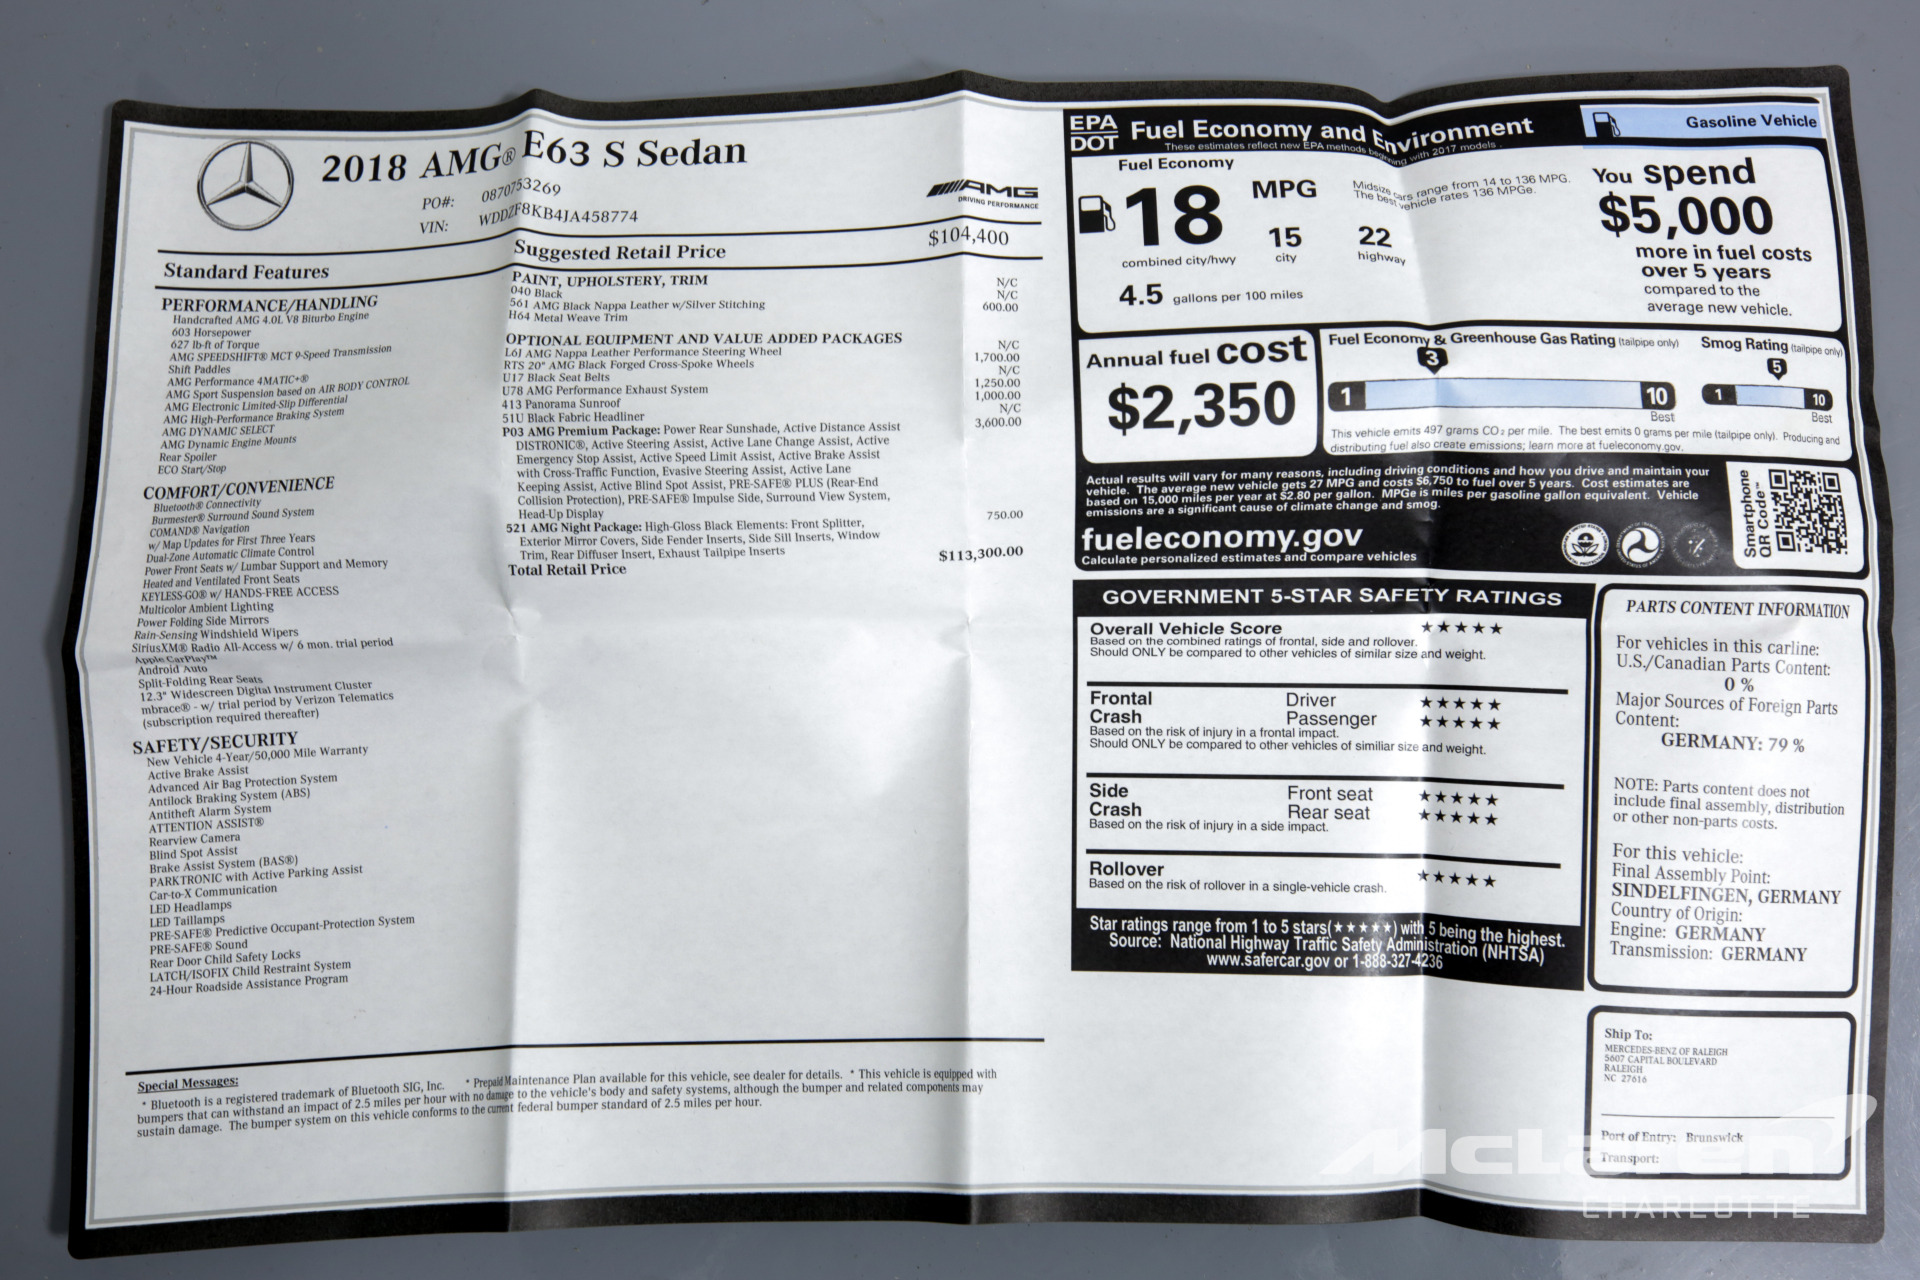 2018 AMG® E63 S Sedan
PO#: 0870753269
VIN: WDDZF8KB4JA458774
AMG
DRIVING PERFORMANCE
Standard Features
PERFORMANCE/HANDLING
Handcrafted AMG 4.0L V8 Biturbo Engine
603 Horsepower
627 lb-ft of Torque
AMG SPEEDSHIFT® MCT 9-Speed Transmission
Shift Paddles
AMG Performance 4MATIC+®
AMG Sport Suspension based on AIR BODY CONTROL
AMG Electronic Limited-Slip Differential
AMG High-Performance Braking System
AMG DYNAMIC SELECT
AMG Dynamic Engine Mounts
Rear Spoiler
ECO Start/Stop
COMFORT/CONVENIENCE
Bluetooth® Connectivity
Burmester® Surround Sound System
COMAND® Navigation
w/ Map Updates for First Three Years
Dual-Zone Automatic Climate Control
Power Front Seats w/ Lumbar Support and Memory
Heated and Ventilated Front Seats
KEYLESS-GO® w/ HANDS-FREE ACCESS
Multicolor Ambient Lighting
Power Folding Side Mirrors
Rain-Sensing Windshield Wipers
SiriusXM® Radio All-Access w/ 6 mon. trial period
Apple CarPlay™
Android Auto
Split-Folding Rear Seats
12.3" Widescreen Digital Instrument Cluster
mbrace® - w/ trial period by Verizon Telematics
(subscription required thereafter)
SAFETY/SECURITY
New Vehicle 4-Year/50,000 Mile Warranty
Active Brake Assist
Advanced Air Bag Protection System
Antilock Braking System (ABS)
Antitheft Alarm System
ATTENTION ASSIST®
Rearview Camera
Blind Spot Assist
Brake Assist System (BAS®)
PARKTRONIC with Active Parking Assist
Car-to-X Communication
LED Headlamps
LED Taillamps
PRE-SAFE® Predictive Occupant-Protection System
PRE-SAFE® Sound
Rear Door Child Safety Locks
LATCH/ISOFIX Child Restraint System
24-Hour Roadside Assistance Program
Suggested Retail Price $104,400
PAINT, UPHOLSTERY, TRIM
040 Black N/C
561 AMG Black Nappa Leather w/Silver Stitching N/C
H64 Metal Weave Trim 600.00
OPTIONAL EQUIPMENT AND VALUE ADDED PACKAGES
L6J AMG Nappa Leather Performance Steering Wheel N/C
RTS 20" AMG Black Forged Cross-Spoke Wheels 1,700.00
U17 Black Seat Belts N/C
U78 AMG Performance Exhaust System 1,250.00
413 Panorama Sunroof 1,000.00
51U Black Fabric Headliner N/C
P03 AMG Premium Package: Power Rear Sunshade, Active Distance Assist 3,600.00
DISTRONIC®, Active Steering Assist, Active Lane Change Assist, Active
Emergency Stop Assist, Active Speed Limit Assist, Active Brake Assist
with Cross-Traffic Function, Evasive Steering Assist, Active Lane
Keeping Assist, Active Blind Spot Assist, PRE-SAFE® PLUS (Rear-End
Collision Protection), PRE-SAFE® Impulse Side, Surround View System,
Head-Up Display
521 AMG Night Package: High-Gloss Black Elements: Front Splitter, 750.00
Exterior Mirror Covers, Side Fender Inserts, Side Sill Inserts, Window
Trim, Rear Diffuser Insert, Exhaust Tailpipe Inserts
Total Retail Price $113,300.00
Special Messages:
* Bluetooth is a registered trademark of Bluetooth SIG, Inc. * Prepaid Maintenance Plan available for this vehicle, see dealer for details. * This vehicle is equipped with
bumpers that can withstand an impact of 2.5 miles per hour with no damage to the vehicle's body and safety systems, although the bumper and related components may
sustain damage. The bumper system on this vehicle conforms to the current federal bumper standard of 2.5 miles per hour.
EPA
DOT
Fuel Economy and Environment
These estimates reflect new EPA methods beginning with 2017 models.
Gasoline Vehicle
Fuel Economy
18 MPG
combined city/hwy
15
city
22
highway
4.5 gallons per 100 miles
Midsize cars range from 14 to 136 MPG.
The best vehicle rates 136 MPGe.
You spend
$5,000
more in fuel costs
over 5 years
compared to the
average new vehicle.
Annual fuel cost
$2,350
Fuel Economy & Greenhouse Gas Rating (tailpipe only)
3
1
10
Best
Smog Rating (tailpipe only)
5
1
10
Best
This vehicle emits 497 grams CO2 per mile. The best emits 0 grams per mile (tailpipe only). Producing and
distributing fuel also create emissions; learn more at fueleconomy.gov.
Actual results will vary for many reasons, including driving conditions and how you drive and maintain your
vehicle. The average new vehicle gets 27 MPG and costs $6,750 to fuel over 5 years. Cost estimates are
based on 15,000 miles per year at $2.80 per gallon. MPGe is miles per gasoline gallon equivalent. Vehicle
emissions are a significant cause of climate change and smog.
fueleconomy.gov
Calculate personalized estimates and compare vehicles
Smartphone
QR Code™
GOVERNMENT 5-STAR SAFETY RATINGS
Overall Vehicle Score ★★★★★
Based on the combined ratings of frontal, side and rollover.
Should ONLY be compared to other vehicles of similar size and weight.
Frontal Driver ★★★★★
Crash Passenger ★★★★★
Based on the risk of injury in a frontal impact.
Should ONLY be compared to other vehicles of similiar size and weight.
Side Front seat ★★★★★
Crash Rear seat ★★★★★
Based on the risk of injury in a side impact.
Rollover ★★★★★
Based on the risk of rollover in a single-vehicle crash.
Star ratings range from 1 to 5 stars(★★★★★) with 5 being the highest.
Source: National Highway Traffic Safety Administration (NHTSA)
www.safercar.gov or 1-888-327-4236
PARTS CONTENT INFORMATION
For vehicles in this carline:
U.S./Canadian Parts Content:
0 %
Major Sources of Foreign Parts
Content:
GERMANY: 79 %
NOTE: Parts content does not
include final assembly, distribution
or other non-parts costs.
For this vehicle:
Final Assembly Point:
SINDELFINGEN, GERMANY
Country of Origin:
Engine: GERMANY
Transmission: GERMANY
Ship To:
MERCEDES-BENZ OF RALEIGH
5607 CAPITAL BOULEVARD
RALEIGH
NC 27616
Port of Entry: Brunswick
Transport:
McLaren
CHARLOTTE